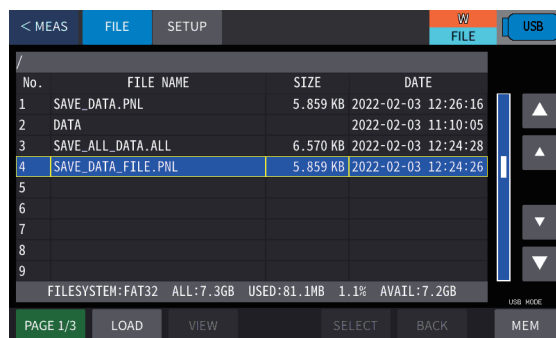 < MEAS FILE SETUP W FILE USB
/
No. FILE NAME SIZE DATE
1 SAVE_DATA.PNL 5.859 KB 2022-02-03 12:26:16
2 DATA 2022-02-03 11:10:05
3 SAVE_ALL_DATA.ALL 6.570 KB 2022-02-03 12:24:28
4 SAVE_DATA_FILE.PNL 5.859 KB 2022-02-03 12:24:26
5
6
7
8
9
FILESYSTEM:FAT32 ALL:7.3GB USED:81.1MB 1.1% AVAIL:7.2GB
USB MODE
PAGE 1/3 LOAD VIEW SELECT BACK MEM